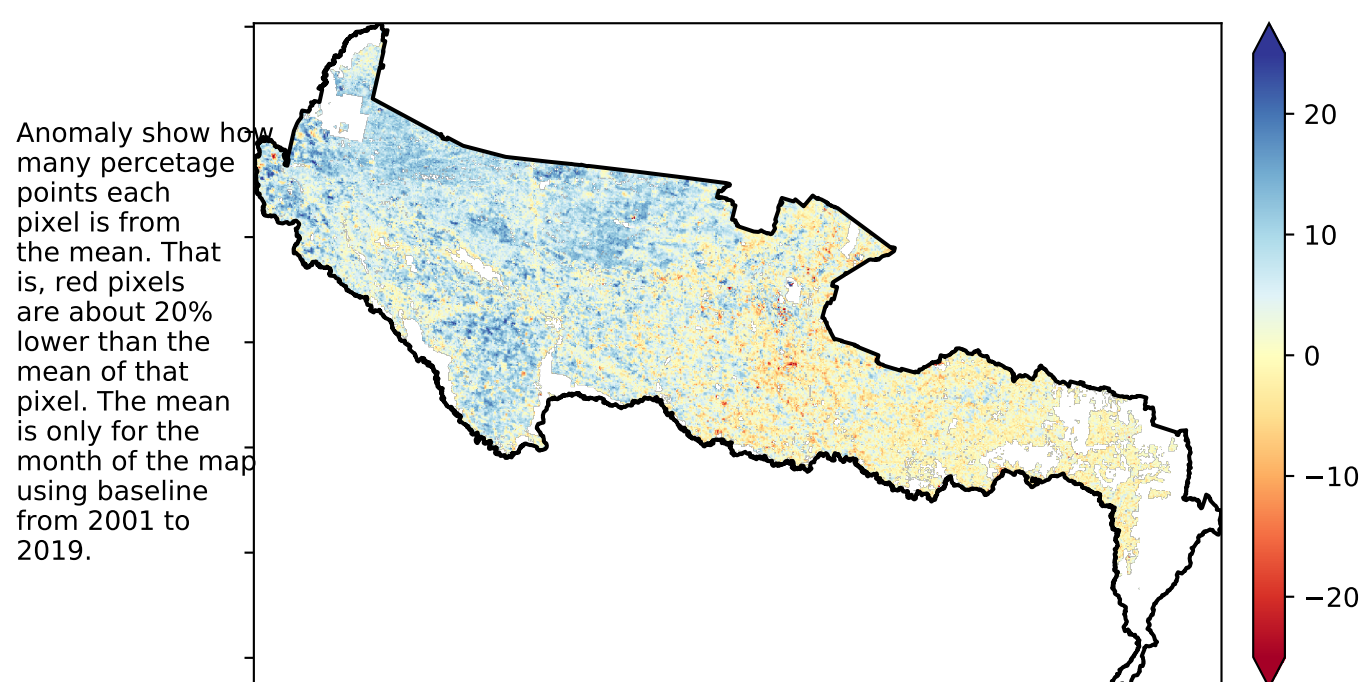 Anomaly show how
many percetage
points each
pixel is from
the mean. That
is, red pixels
are about 20%
lower than the
mean of that
pixel. The mean
is only for the
month of the map
using baseline
from 2001 to
2019.
20
10
0
−10
−20